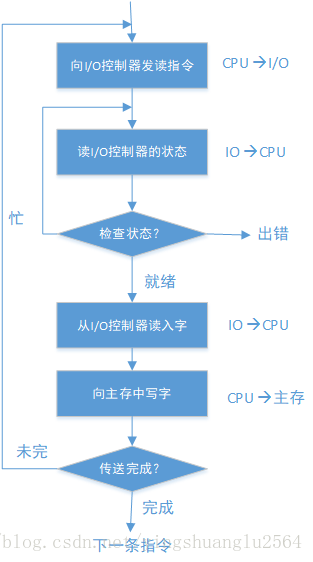 向I/O控制器发读指令
CPU→I/O
读I/O控制器的状态
IO→CPU
忙
检查状态?
出错
就绪
从I/O控制器读入字
IO→CPU
向主存中写字
CPU→主存
未完
传送完成?
完成
下一条指令